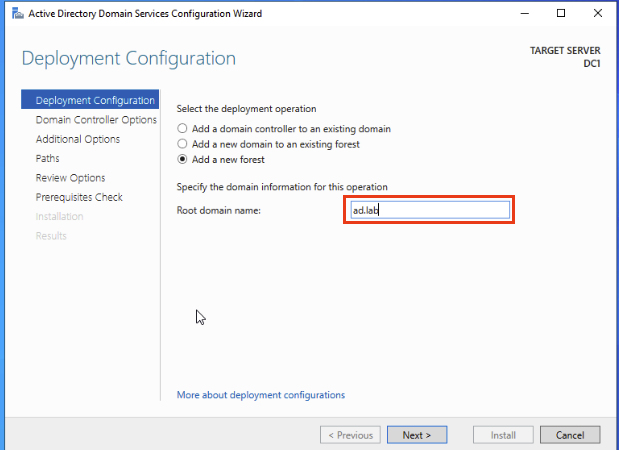 Active Directory Domain Services Configuration Wizard
Deployment Configuration
TARGET SERVER
DC1
Deployment Configuration
Domain Controller Options
Additional Options
Paths
Review Options
Prerequisites Check
Installation
Results
Select the deployment operation
Add a domain controller to an existing domain
Add a new domain to an existing forest
Add a new forest
Specify the domain information for this operation
Root domain name:
ad.lab
More about deployment configurations
< Previous
Next >
Install
Cancel